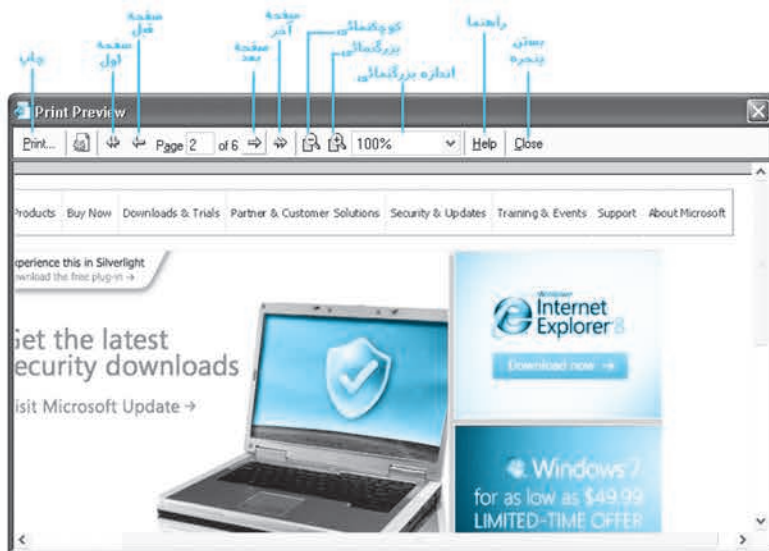 چاپ
صفحه اول
صفحه قبل
صفحه بعد
صفحه آخر
کوچکنمائی
بزرگنمائی
اندازه بزرگنمائی
راهنما
بستن پنجره
Print Preview
Print... Page 2 of 6 100% Help Close
Products Buy Now Downloads & Trials Partner & Customer Solutions Security & Updates Training & Events Support About Microsoft
xperience this in Silverlight
ownload the free plug-in →
Get the latest
ecurity downloads
isit Microsoft Update →
Windows
Internet
Explorer 8
Download now →
Windows 7
for as low as $49.99
LIMITED-TIME OFFER